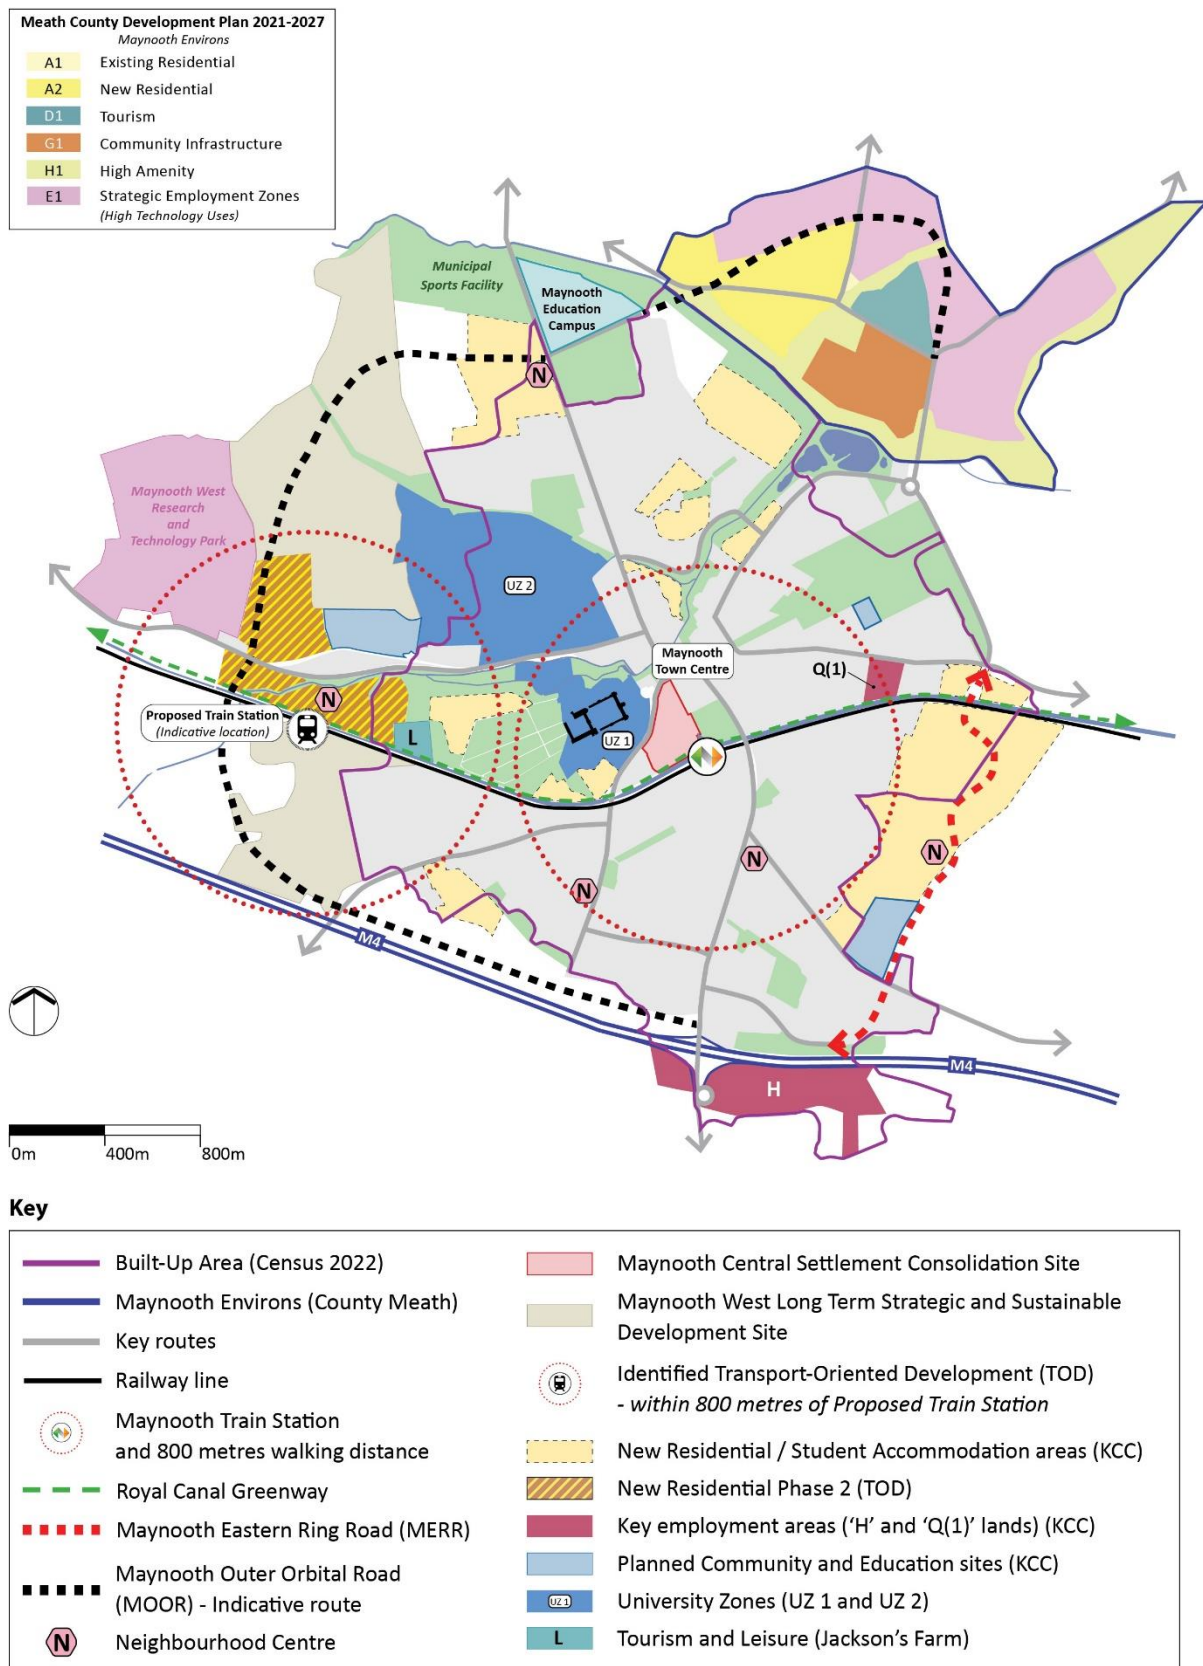 Meath County Development Plan 2021-2027
Maynooth Environs
A1 Existing Residential
A2 New Residential
D1 Tourism
G1 Community Infrastructure
H1 High Amenity
E1 Strategic Employment Zones
(High Technology Uses)
Municipal
Sports Facility
Maynooth
Education
Campus
N
Maynooth West
Research
and
Technology Park
UZ 2
Maynooth
Town Centre
Q(1)
N
Proposed Train Station
(Indicative location)
L
UZ 1
N
N
N
M4
M4
H
0m 400m 800m
Key
Built-Up Area (Census 2022)
Maynooth Environs (County Meath)
Key routes
Railway line
Maynooth Train Station
and 800 metres walking distance
Royal Canal Greenway
Maynooth Eastern Ring Road (MERR)
Maynooth Outer Orbital Road
(MOOR) - Indicative route
N Neighbourhood Centre
Maynooth Central Settlement Consolidation Site
Maynooth West Long Term Strategic and Sustainable
Development Site
Identified Transport-Oriented Development (TOD)
- within 800 metres of Proposed Train Station
New Residential / Student Accommodation areas (KCC)
New Residential Phase 2 (TOD)
Key employment areas (‘H’ and ‘Q(1)’ lands) (KCC)
Planned Community and Education sites (KCC)
UZ 1 University Zones (UZ 1 and UZ 2)
L Tourism and Leisure (Jackson’s Farm)